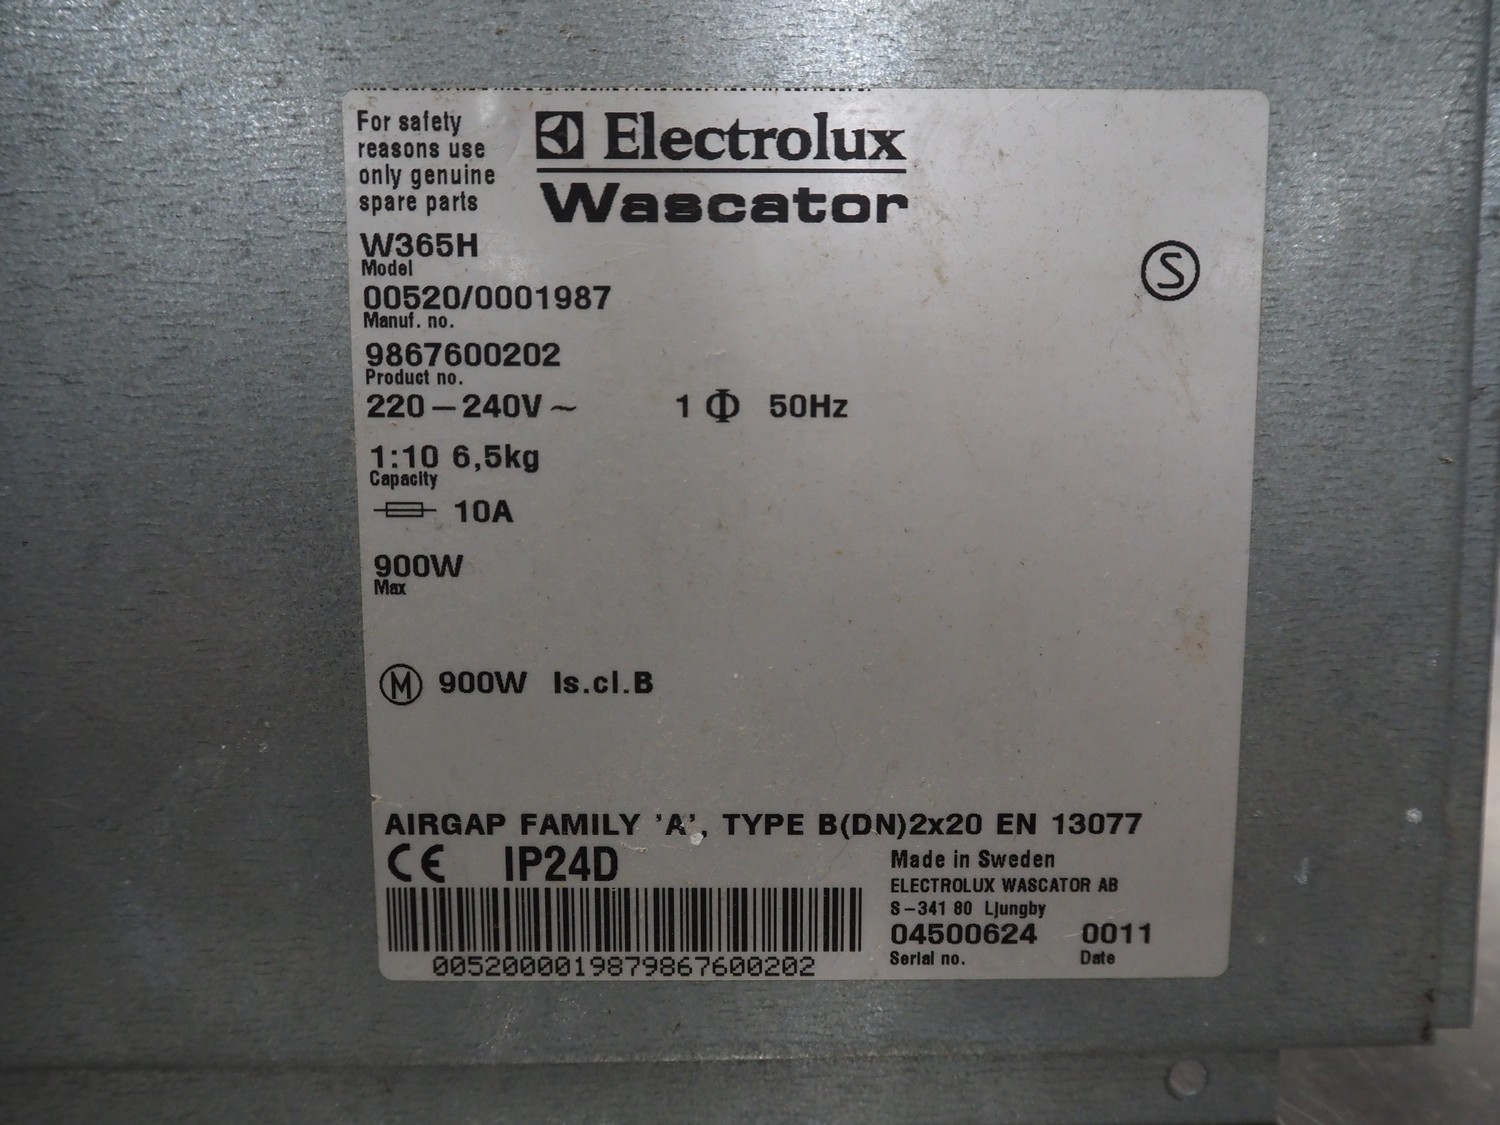 For safety
reasons use
only genuine
spare parts
Electrolux
Wascator
W365H
Model
00520/0001987
Manuf. no.
9867600202
Product no.
220-240V~ 1 Φ 50Hz
1:10 6,5kg
Capacity
10A
900W
Max
S
M 900W Is.cl.B
AIRGAP FAMILY 'A', TYPE B(DN)2x20 EN 13077
CE IP24D
Made in Sweden
ELECTROLUX WASCATOR AB
S-341 80 Ljungby
04500624 0011
Serial no. Date
0052000019879867600202